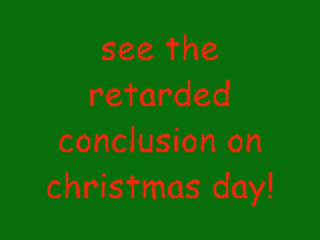 see the
retarded
conclusion on
christmas day!